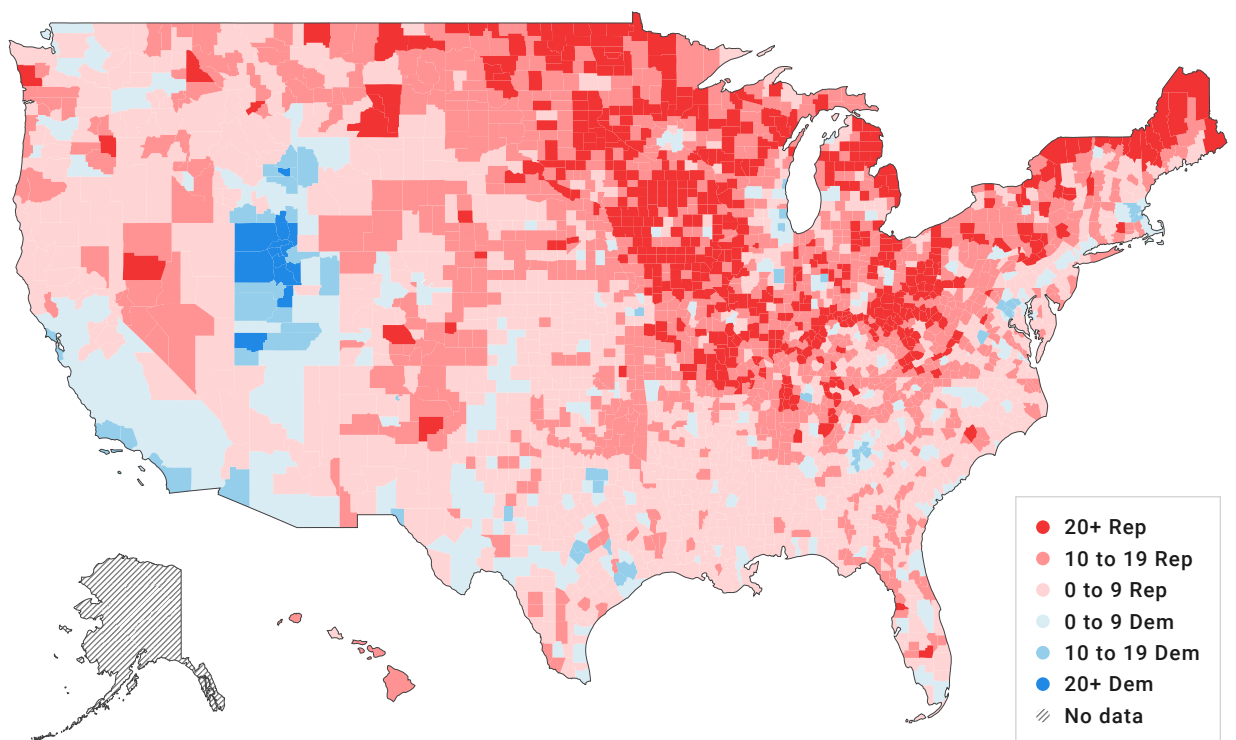 20+ Rep
10 to 19 Rep
0 to 9 Rep
0 to 9 Dem
10 to 19 Dem
20+ Dem
No data